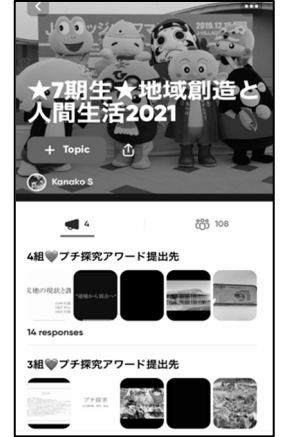 ★7期生★地域創造と
人間生活2021
+ Topic
Kanako S
4
108
4組🖤プチ探究アワード提出先
14 responses
3組🖤プチ探究アワード提出先
プチ探究